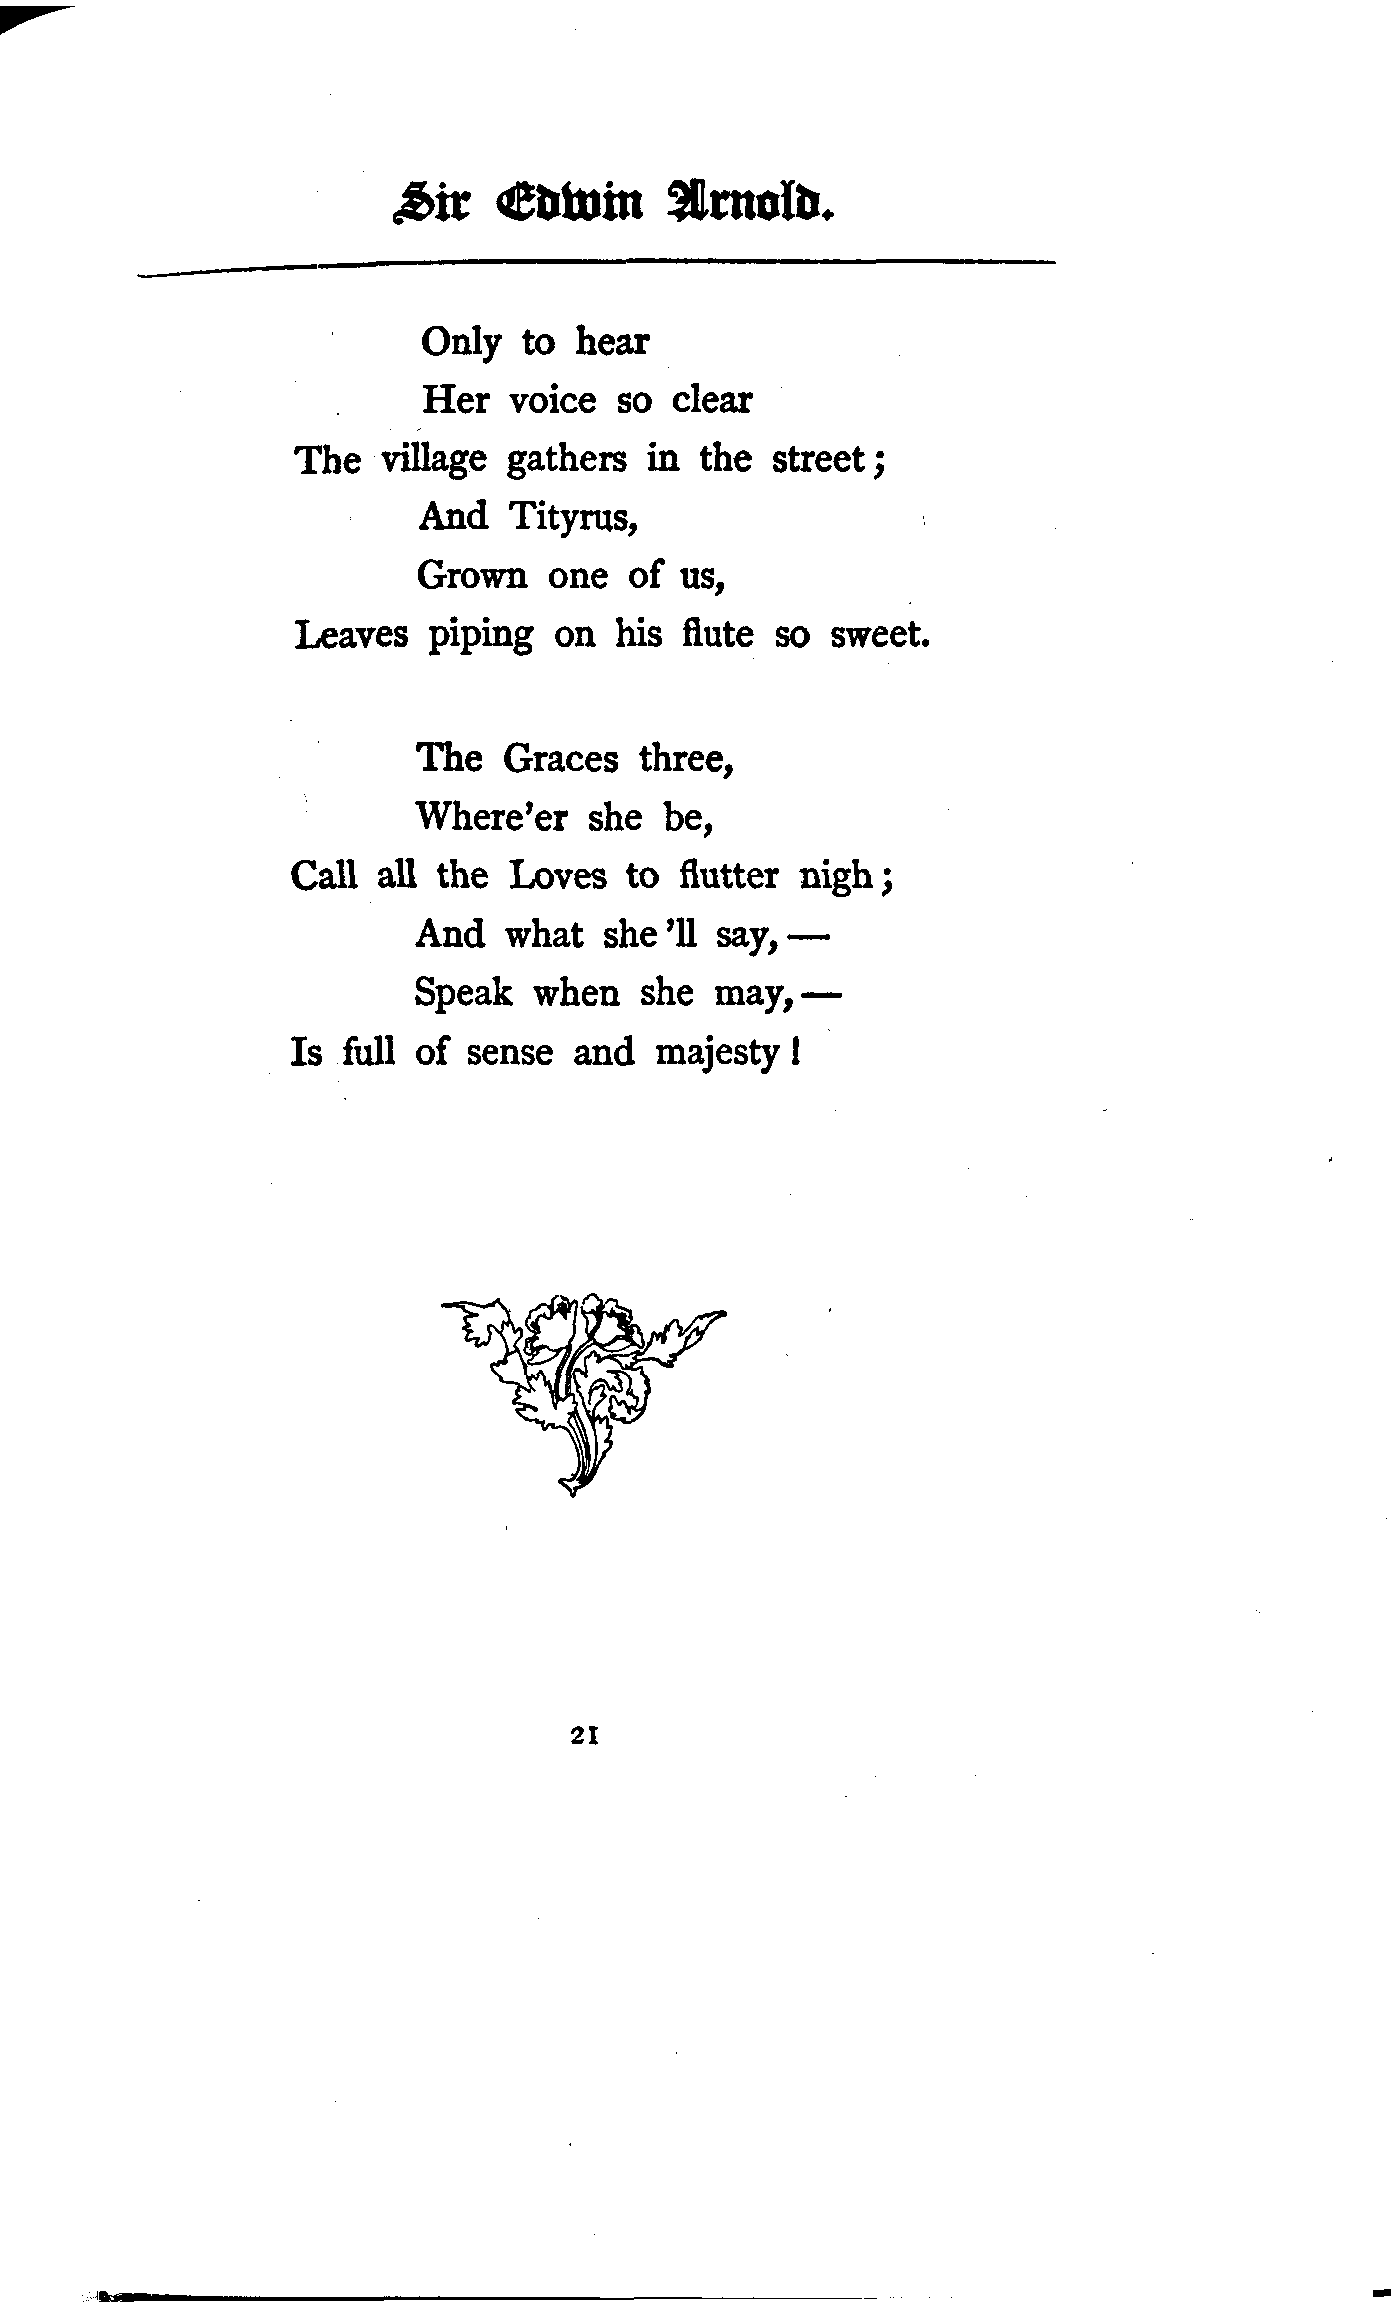 Sir Edwin Arnold.
Only to hear
Her voice so clear
The village gathers in the street;
And Tityrus,
Grown one of us,
Leaves piping on his flute so sweet.
The Graces three,
Where'er she be,
Call all the Loves to flutter nigh;
And what she'll say,—
Speak when she may,—
Is full of sense and majesty!
21